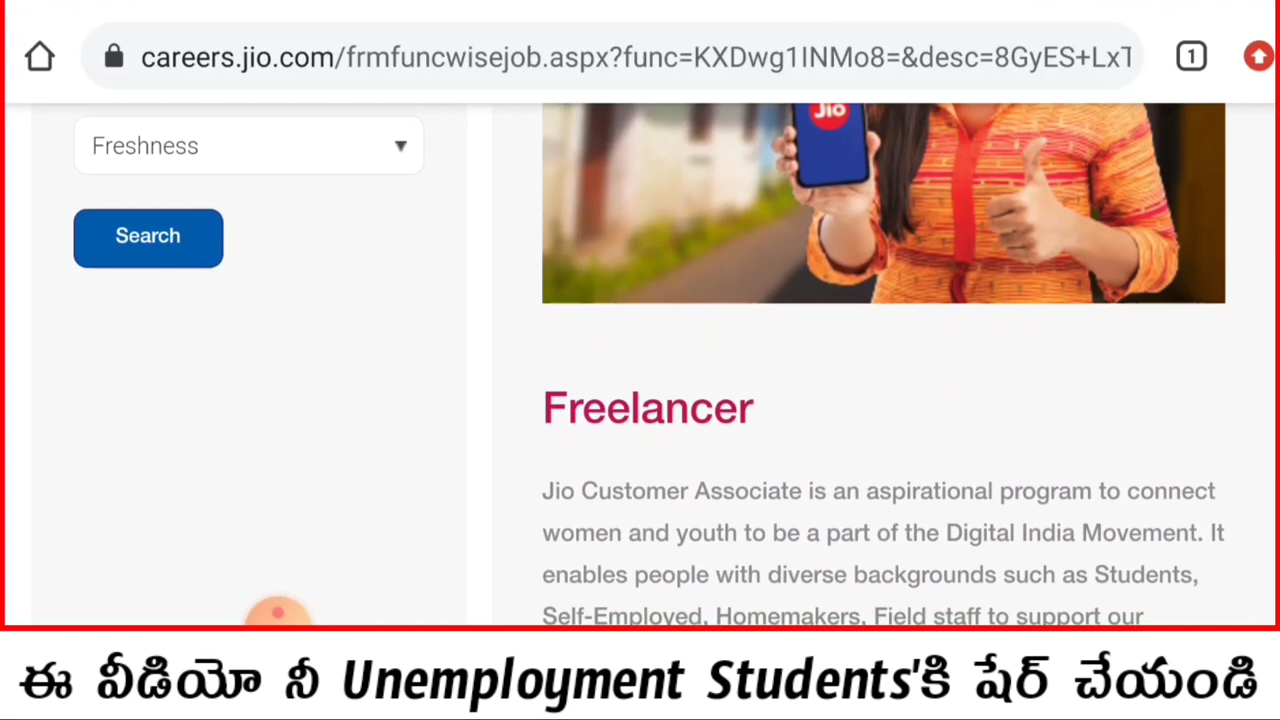 careers.jio.com/frmfuncwisejob.aspx?func=KXDwg1INMo8=&desc=8GyES+LxT
1
Freshness
Jio
Search
Freelancer
Jio Customer Associate is an aspirational program to connect
women and youth to be a part of the Digital India Movement. It
enables people with diverse backgrounds such as Students,
Self-Employed, Homemakers, Field staff to support our
ఈ వీడియో నీ Unemployment Students'కి షేర్ చేయండి